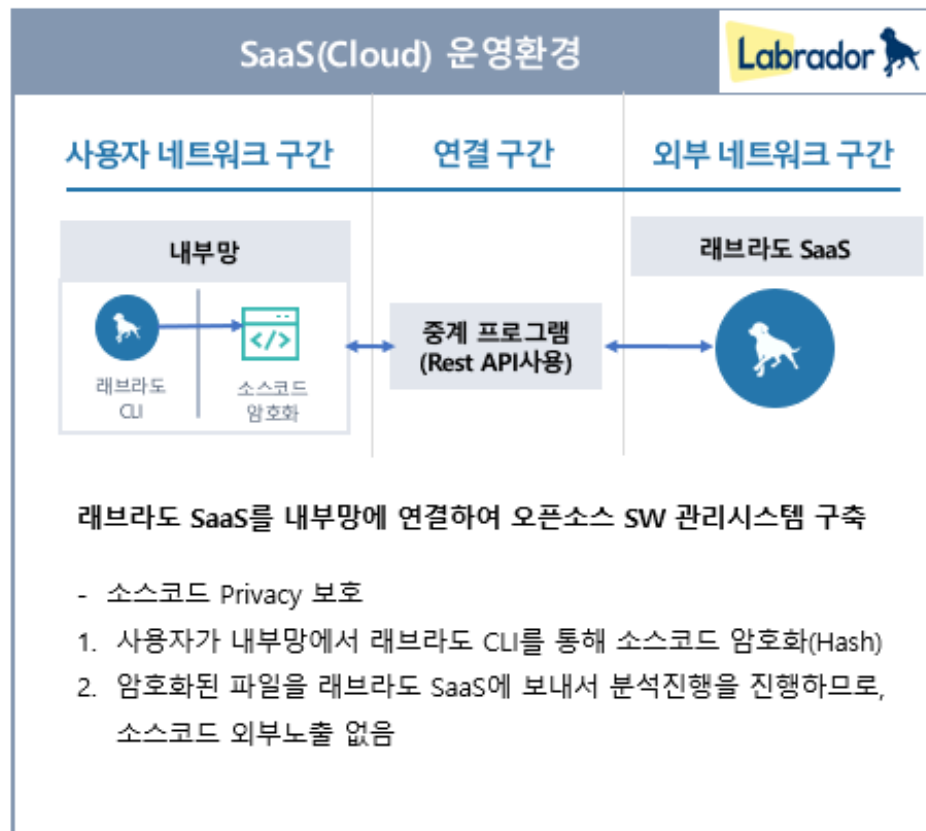 SaaS(Cloud) 운영환경
Labrador
사용자 네트워크 구간
연결 구간
외부 네트워크 구간
내부망
래브라도 SaaS
</>
중계 프로그램
(Rest API사용)
래브라도
CLI
소스코드
암호화
래브라도 SaaS를 내부망에 연결하여 오픈소스 SW 관리시스템 구축
- 소스코드 Privacy 보호
1. 사용자가 내부망에서 래브라도 CLI를 통해 소스코드 암호화(Hash)
2. 암호화된 파일을 래브라도 SaaS에 보내서 분석진행을 진행하므로,
소스코드 외부노출 없음